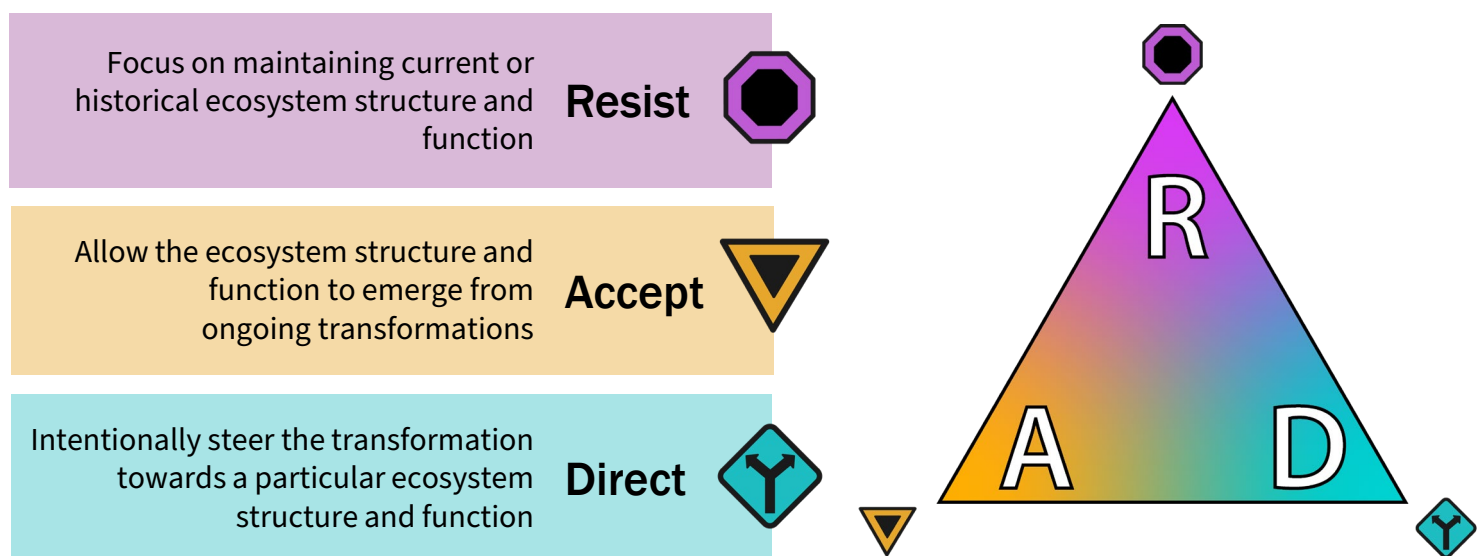 Focus on maintaining current or
historical ecosystem structure and
function
Resist
Allow the ecosystem structure and
function to emerge from
ongoing transformations
Accept
Intentionally steer the transformation
towards a particular ecosystem
structure and function
Direct
R
A
D